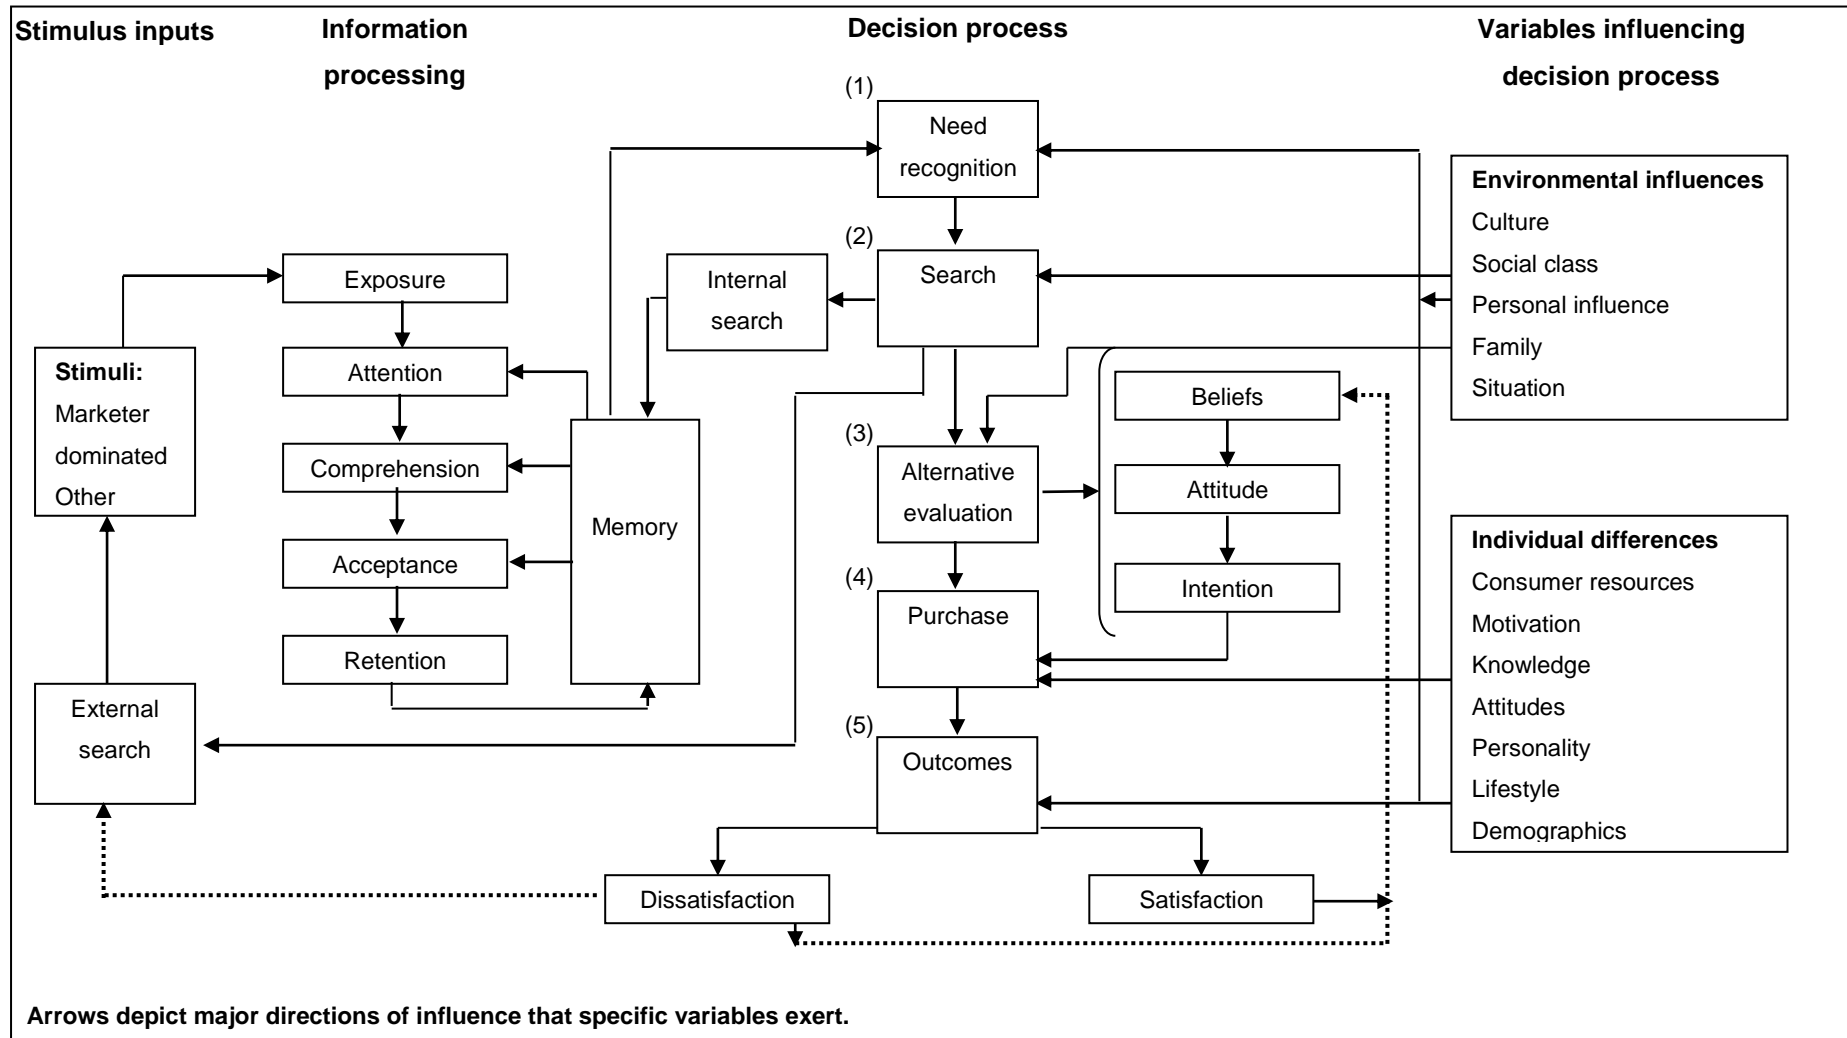 Stimulus inputs
Information
processing
Decision process
Variables influencing
decision process
(1)
Need
recognition
(2)
Search
Internal
search
Exposure
Attention
Comprehension
Acceptance
Retention
Memory
Stimuli:
Marketer
dominated
Other
External
search
(3)
Alternative
evaluation
Beliefs
Attitude
Intention
(4)
Purchase
(5)
Outcomes
Dissatisfaction
Satisfaction
Environmental influences
Culture
Social class
Personal influence
Family
Situation
Individual differences
Consumer resources
Motivation
Knowledge
Attitudes
Personality
Lifestyle
Demographics
Arrows depict major directions of influence that specific variables exert.